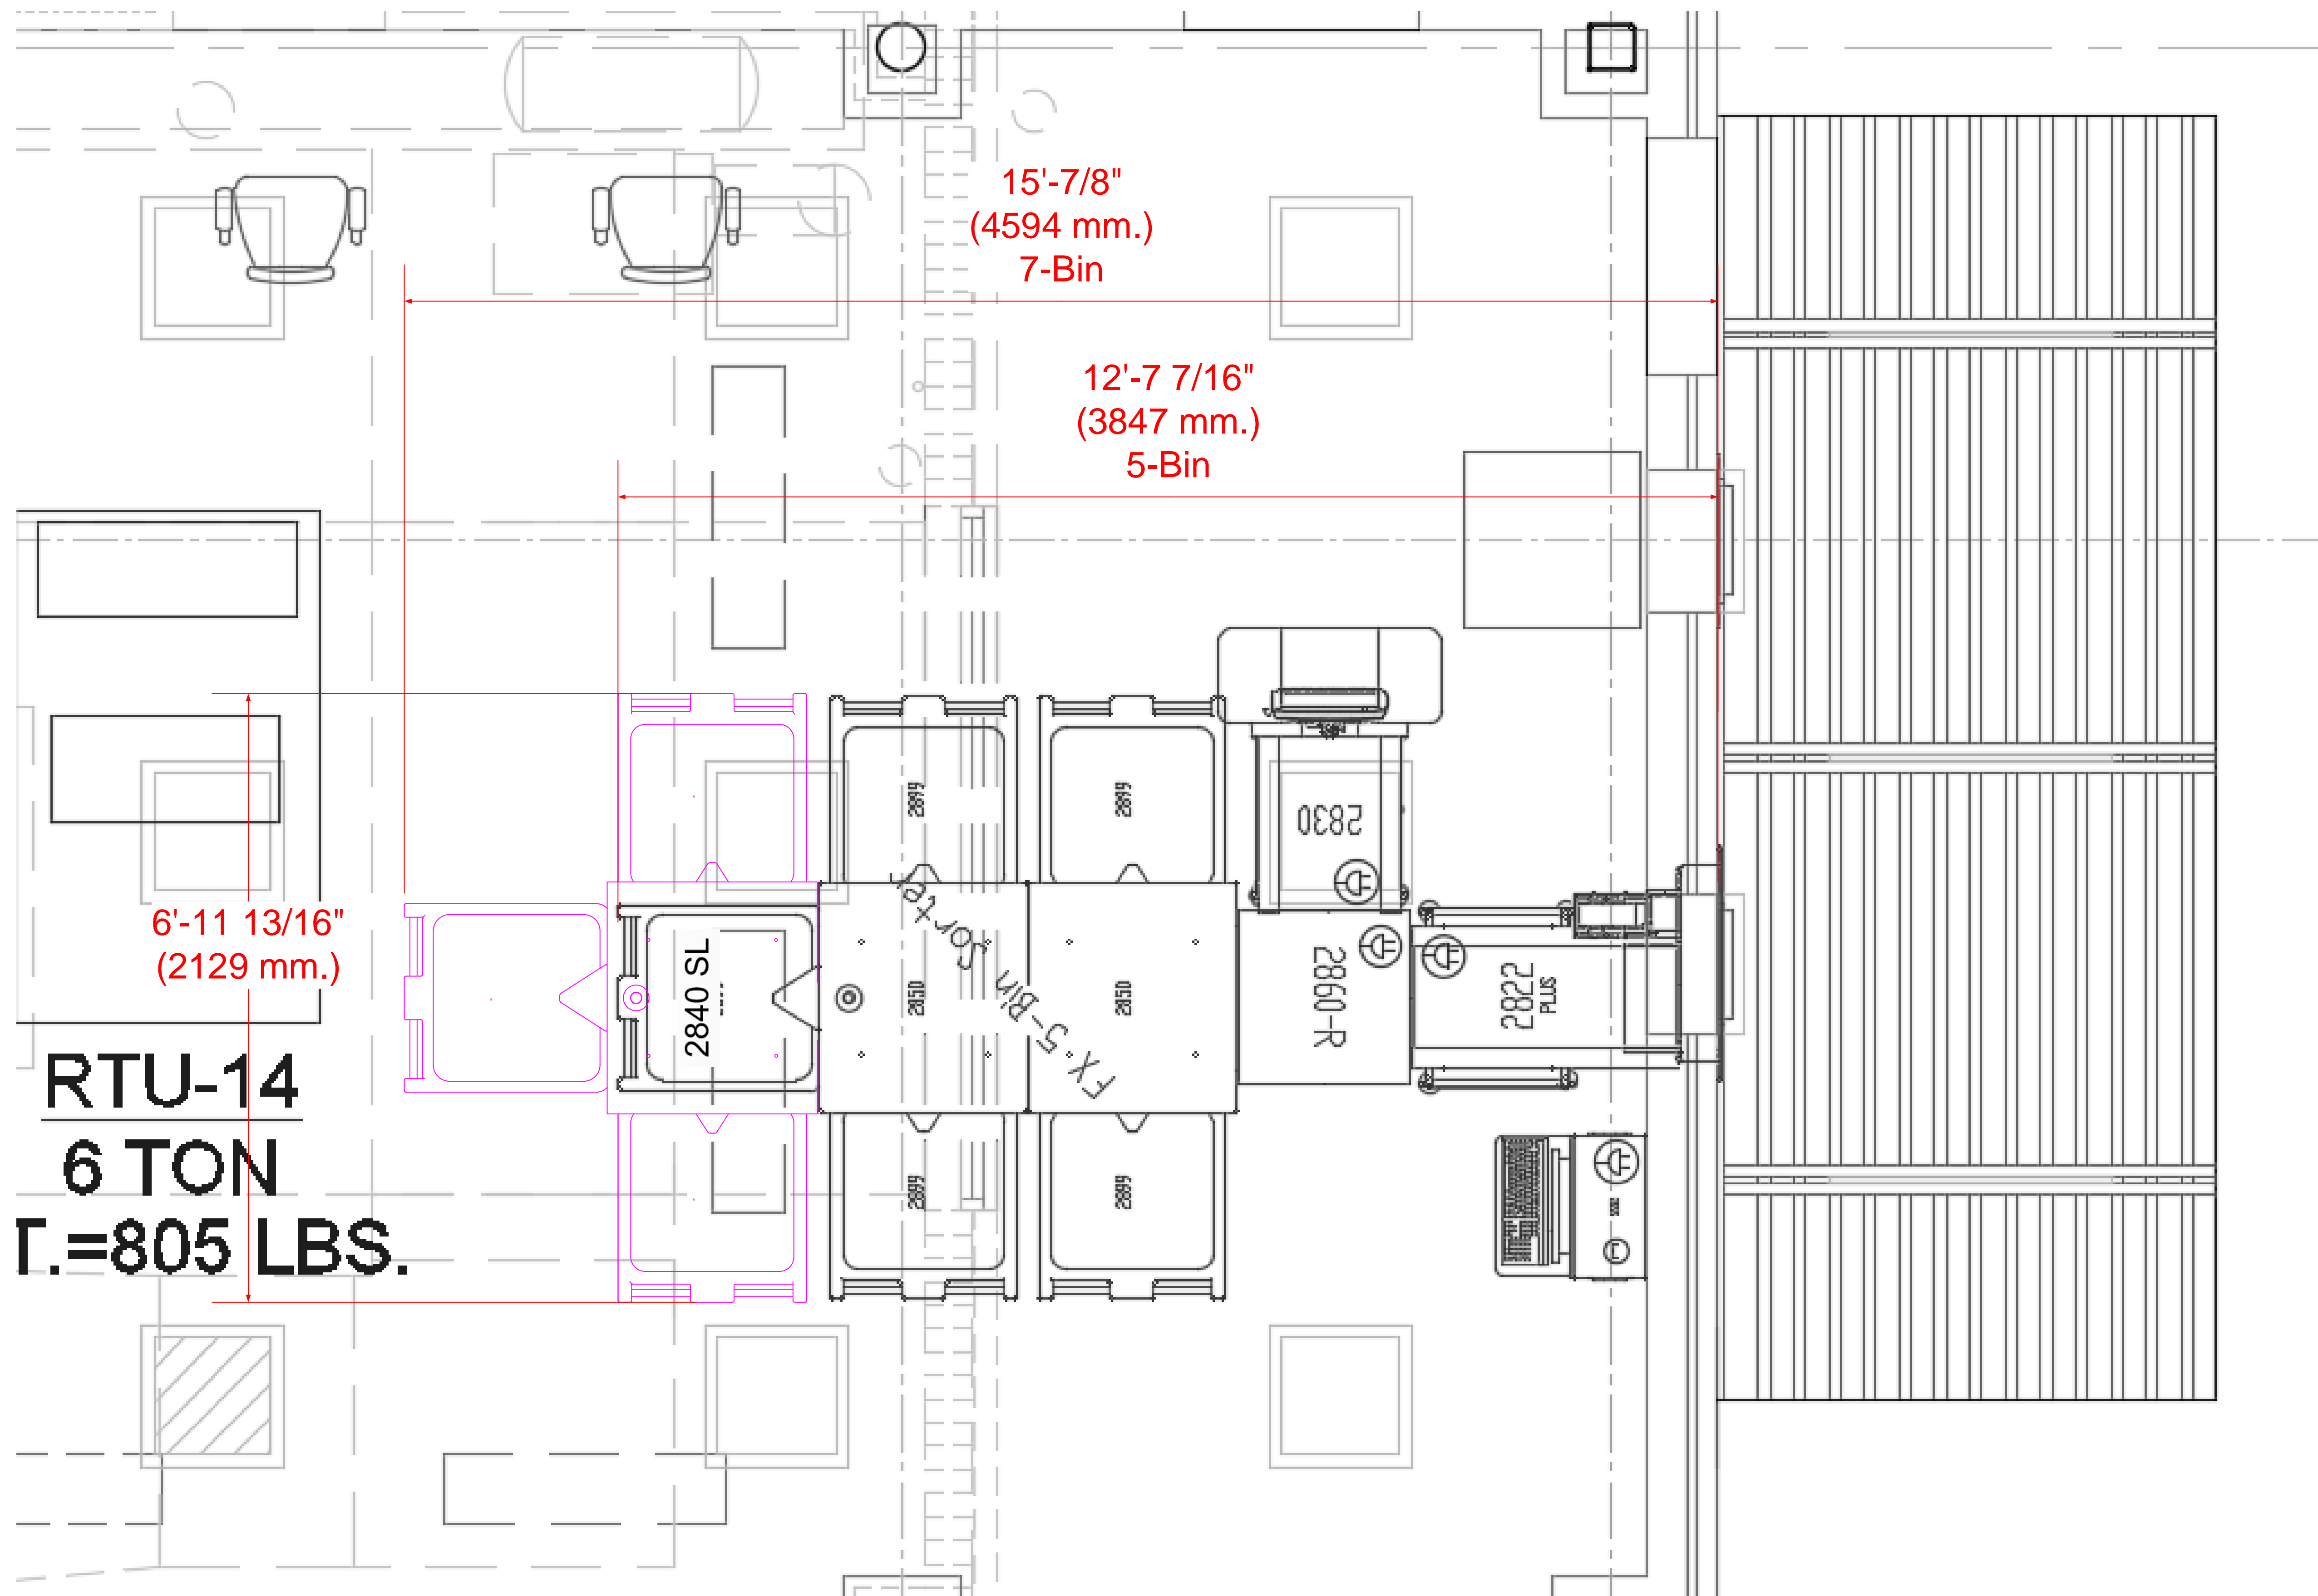 15'-7/8"
(4594 mm.)
7-Bin
12'-7 7/16"
(3847 mm.)
5-Bin
2899
2899
2830
6'-11 13/16"
(2129 mm.)
2840 SL
2850
2850
FX 5-Bin Sorter
2860-R
2822
PLUS
RTU-14
6 TON
T.=805 LBS.
2899
2899